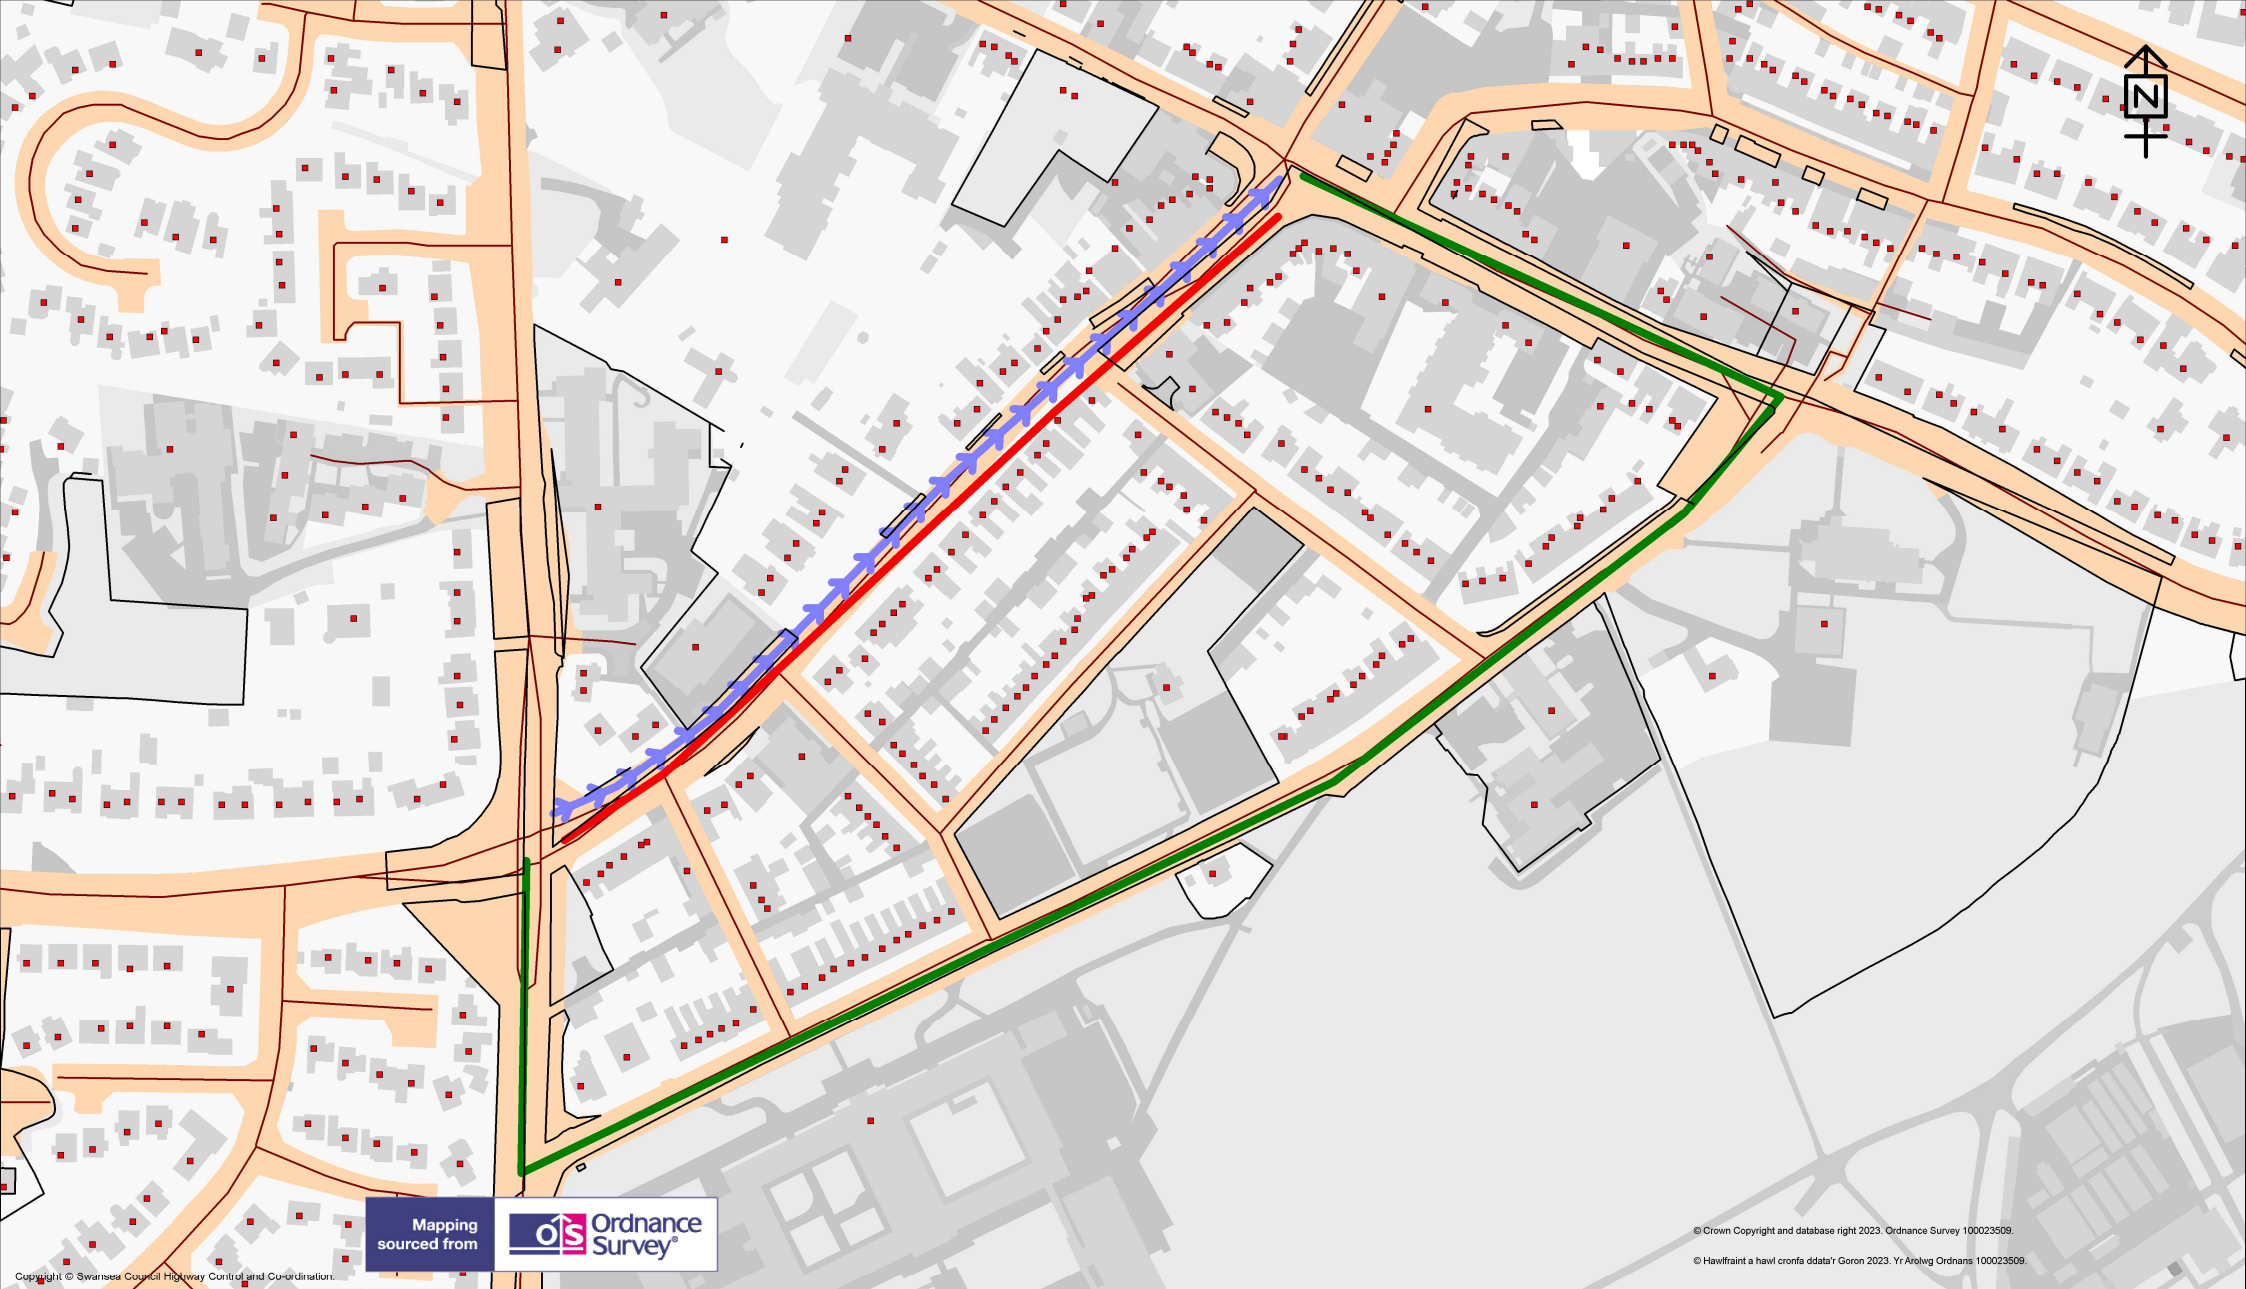 N
Mapping
sourced from
OS
Ordnance
Survey®
Copyright © Swansea Council Highway Control and Co-ordination.
© Crown Copyright and database right 2023. Ordnance Survey 100023509.
© Hawlfraint a hawl cronfa ddata'r Goron 2023. Yr Arolwg Ordnans 100023509.